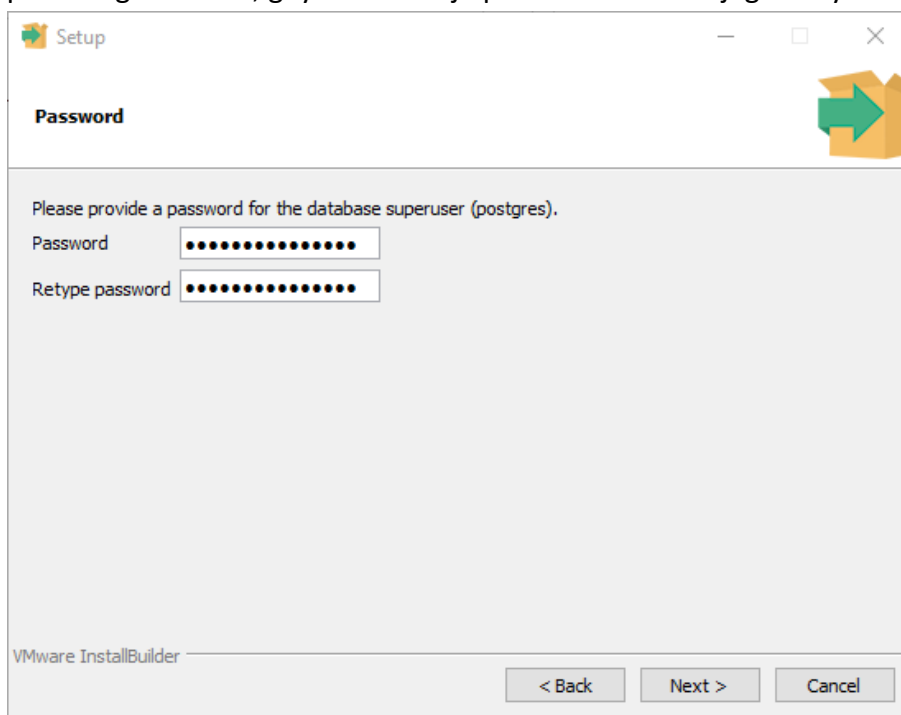 Setup
Password
Please provide a password for the database superuser (postgres).
Password
Retype password
VMware InstallBuilder
< Back Next > Cancel